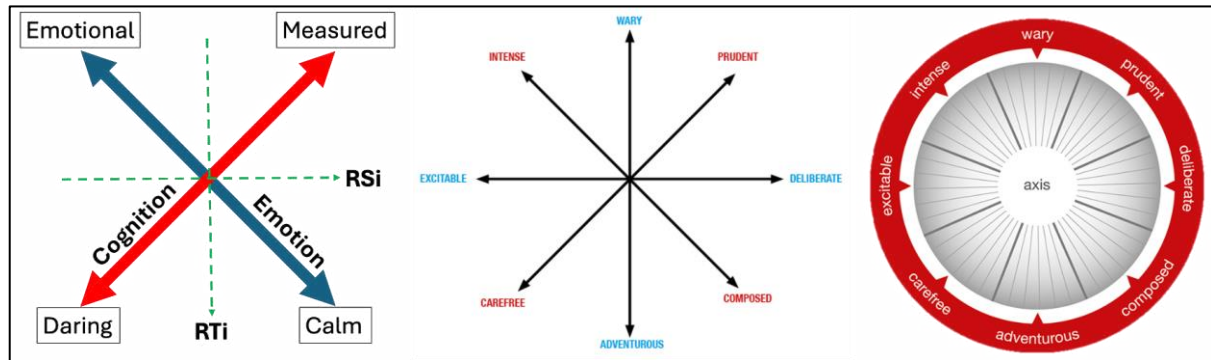 Emotional
Measured
Cognition
Emotion
RSi
Daring
RTi
Calm
WARY
INTENSE
PRUDENT
EXCITABLE
DELIBERATE
CAREFREE
COMPOSED
ADVENTUROUS
wary
prudent
deliberate
composed
adventurous
carefree
excitable
intense
axis